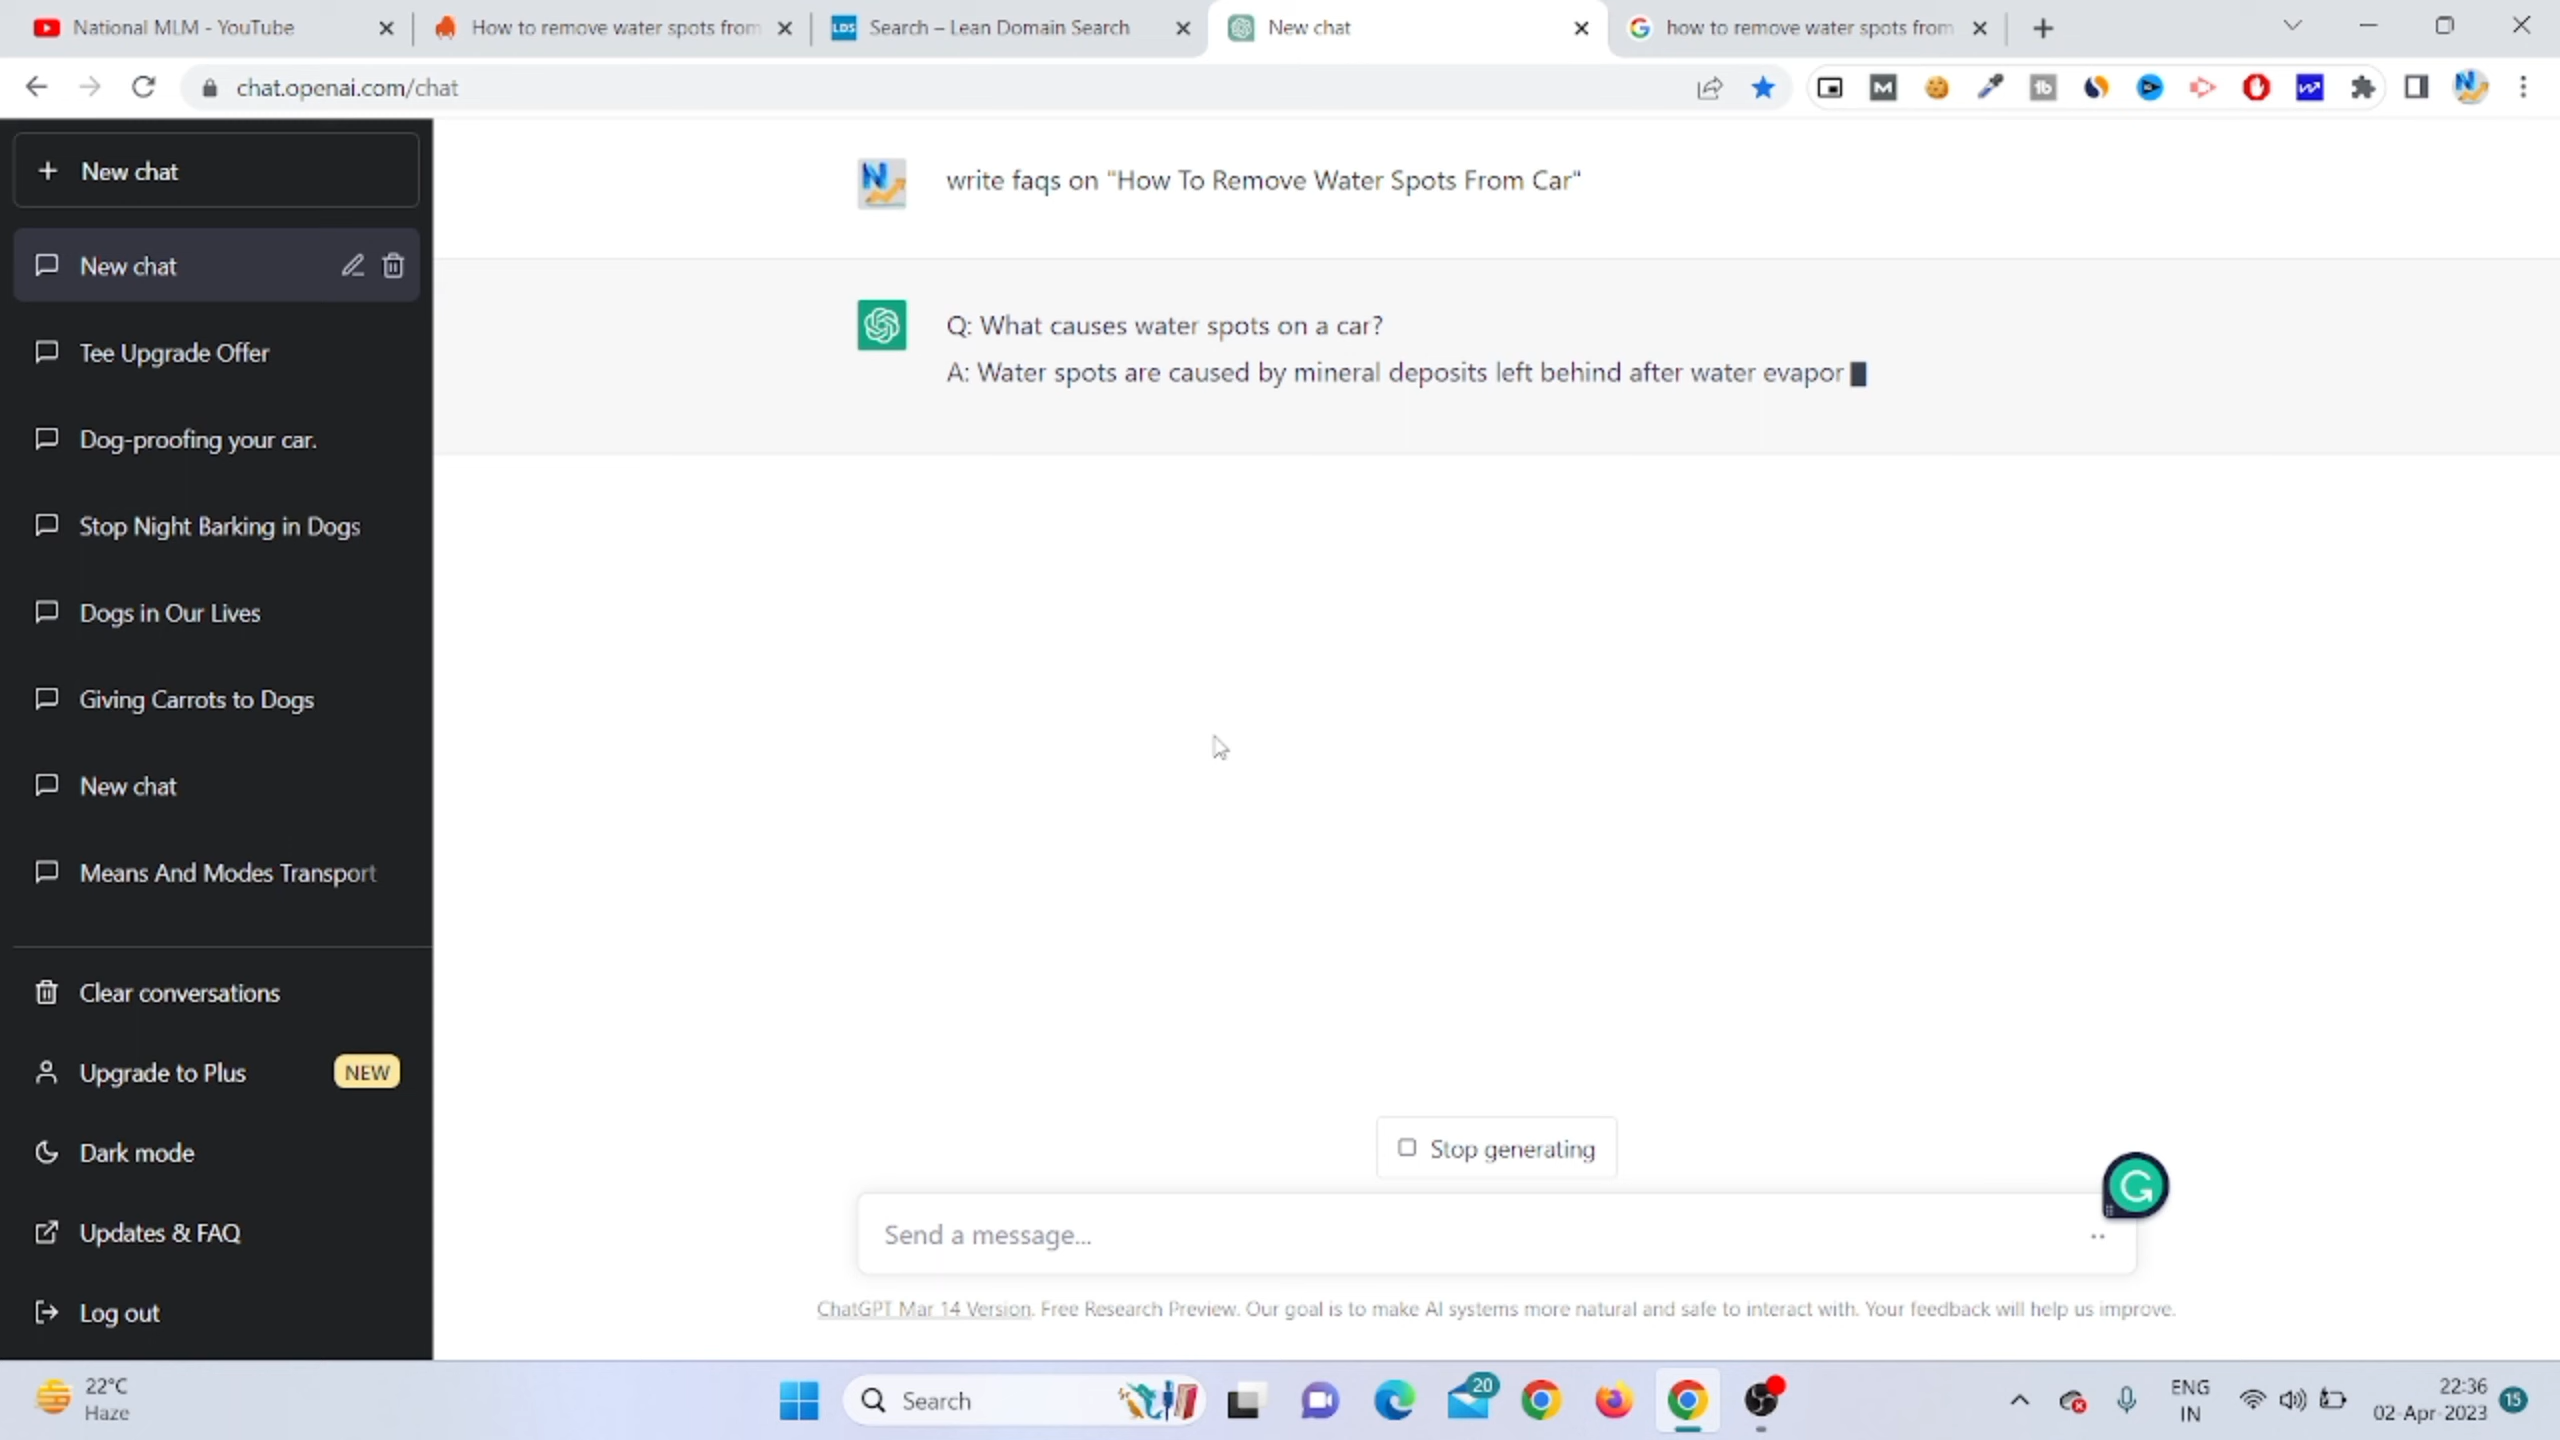 National MLM - YouTube
How to remove water spots from
LDS
Search – Lean Domain Search
New chat
how to remove water spots from
chat.openai.com/chat
New chat
New chat
Tee Upgrade Offer
Dog-proofing your car.
Stop Night Barking in Dogs
Dogs in Our Lives
Giving Carrots to Dogs
New chat
Means And Modes Transport
Clear conversations
Upgrade to Plus
NEW
Dark mode
Updates & FAQ
Log out
write faqs on "How To Remove Water Spots From Car"
Q: What causes water spots on a car?
A: Water spots are caused by mineral deposits left behind after water evapor
Stop generating
Send a message...
ChatGPT Mar 14 Version. Free Research Preview. Our goal is to make AI systems more natural and safe to interact with. Your feedback will help us improve.
22°C
Haze
Search
20
ENG
IN
22:36
02-Apr-2023
15